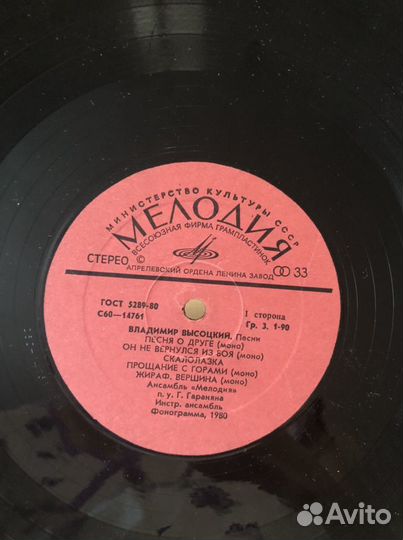 МИНИСТЕРСТВО КУЛЬТУРЫ СССР
МЕЛОДИЯ
ВСЕСОЮЗНАЯ ФИРМА ГРАМПЛАСТИНОК
СТЕРЕО © 33
АПРЕЛЕВСКИЙ ОРДЕНА ЛЕНИНА ЗАВОД
ГОСТ 5289-80 1 сторона
С60—14761 Гр. 3. 1-90
ВЛАДИМИР ВЫСОЦКИЙ. Песни
ПЕСНЯ О ДРУГЕ (моно)
ОН НЕ ВЕРНУЛСЯ ИЗ БОЯ (моно)
СКАЛОЛАЗКА
ПРОЩАНИЕ С ГОРАМИ (моно)
ЖИРАФ. ВЕРШИНА (моно)
Ансамбль «Мелодия»
п. у Г. Гараняна
Инстр. ансамбль
Фонограмма, 1980
Avito